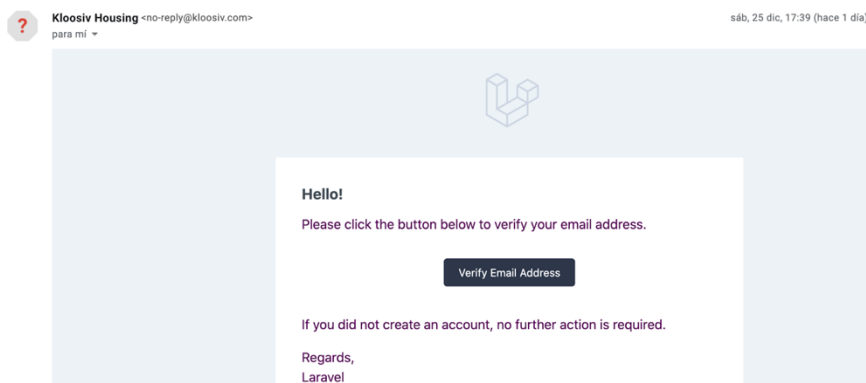 Kloosiv Housing <no-reply@kloosiv.com>
sáb, 25 dic, 17:39 (hace 1 día)
para mí
Hello!
Please click the button below to verify your email address.
Verify Email Address
If you did not create an account, no further action is required.
Regards,
Laravel